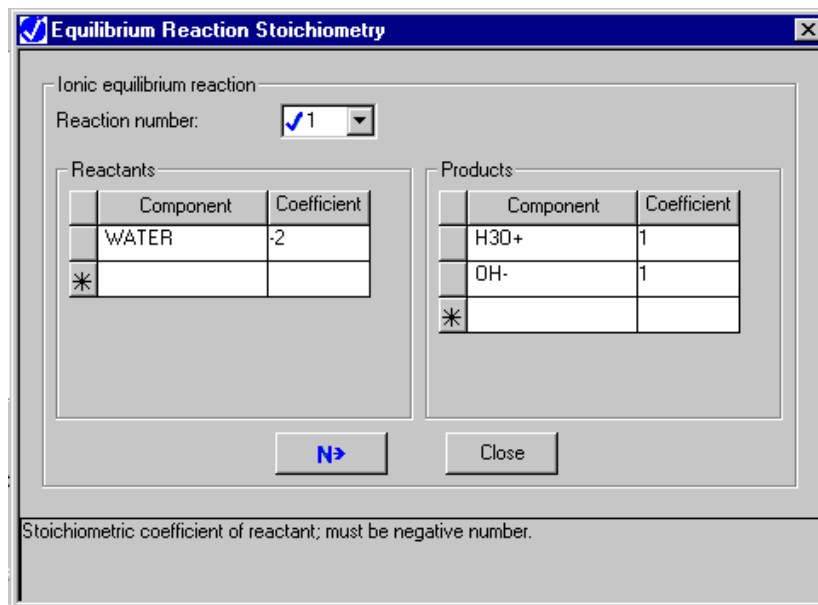 Equilibrium Reaction Stoichiometry
Ionic equilibrium reaction
Reaction number: 1
Reactants
Component Coefficient
WATER -2
Products
Component Coefficient
H3O+ 1
OH- 1
N
Close
Stoichiometric coefficient of reactant; must be negative number.